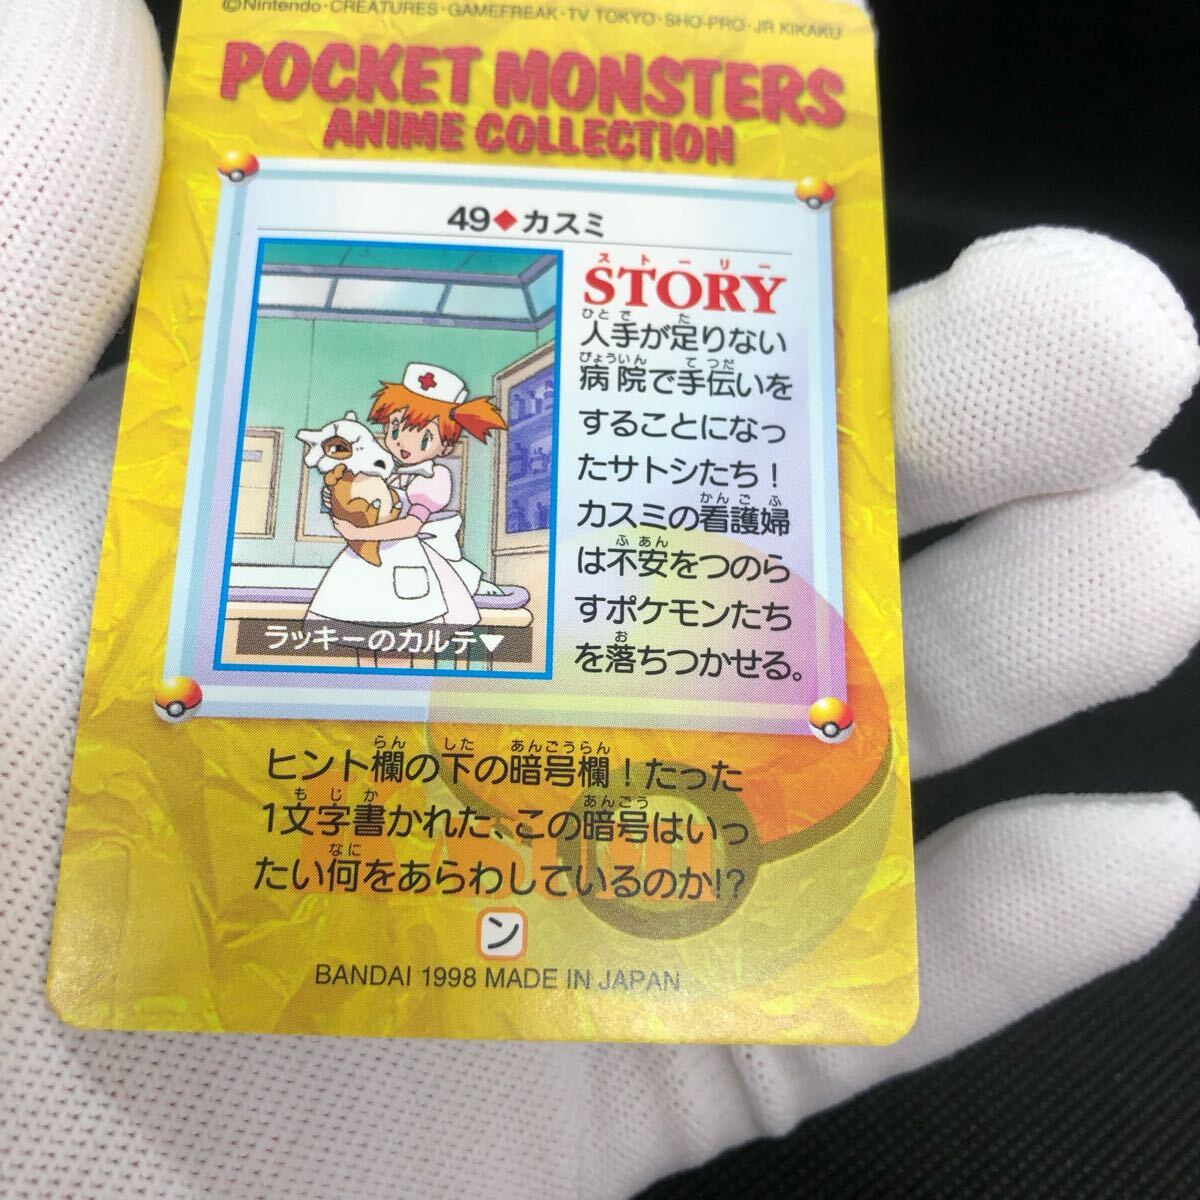 ©Nintendo・CREATURES・GAMEFREAK・TV TOKYO・SHO-PRO・JR KIKAKU
POCKET MONSTERS
ANIME COLLECTION
49◆カスミ
ストーリー
STORY
ひとで た
人手が足りない
びょういん てつだ
病院で手伝いを
することになっ
たサトシたち！
かんごふ
カスミの看護婦
ふあん
は不安をつのら
すポケモンたち
お
を落ちつかせる。
ラッキーのカルテ▼
らん した あんごうらん
ヒント欄の下の暗号欄！たった
もじか あんごう
1文字書かれた、この暗号はいっ
なに
たい何をあらわしているのか!?
KASUMI
ン
BANDAI 1998 MADE IN JAPAN